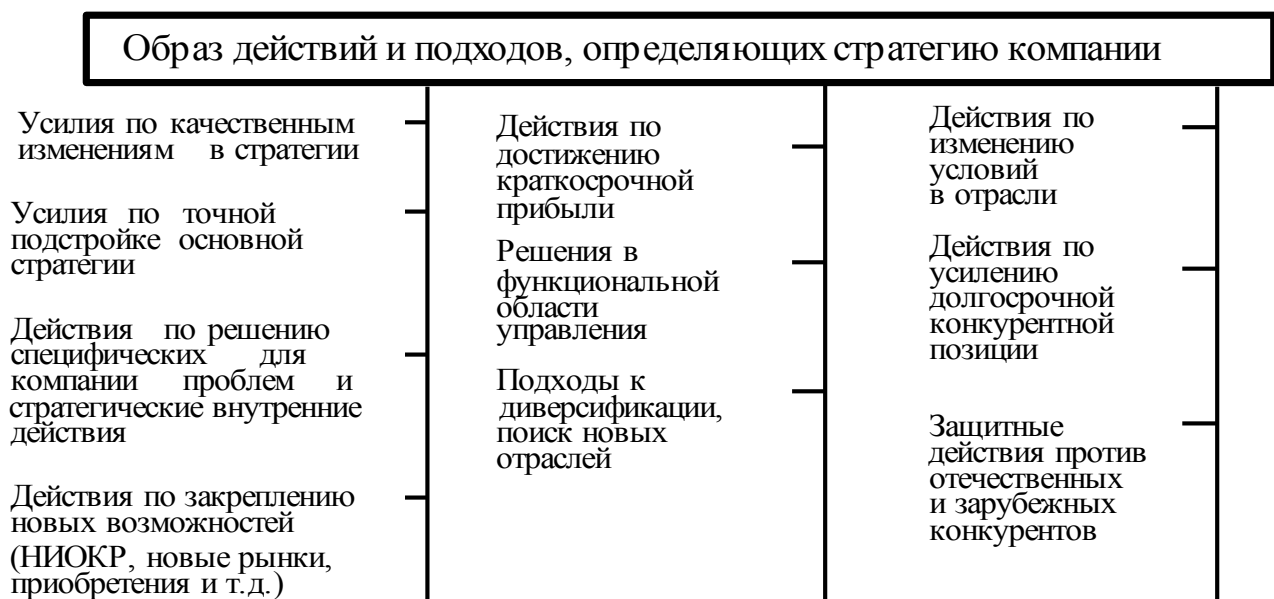 Образ действий и подходов, определяющих стратегию компании
Усилия по качественным
изменениям в стратегии
Усилия по точной
подстройке основной
стратегии
Действия по решению
специфических для
компании проблем и
стратегические внутренние
действия
Действия по закреплению
новых возможностей
(НИОКР, новые рынки,
приобретения и т.д.)
Действия по
достижению
краткосрочной
прибыли
Решения в
функциональной
области
управления
Подходы к
диверсификации,
поиск новых
отраслей
Действия по
изменению
условий
в отрасли
Действия по
усилению
долгосрочной
конкурентной
позиции
Защитные
действия против
отечественных
и зарубежных
конкурентов